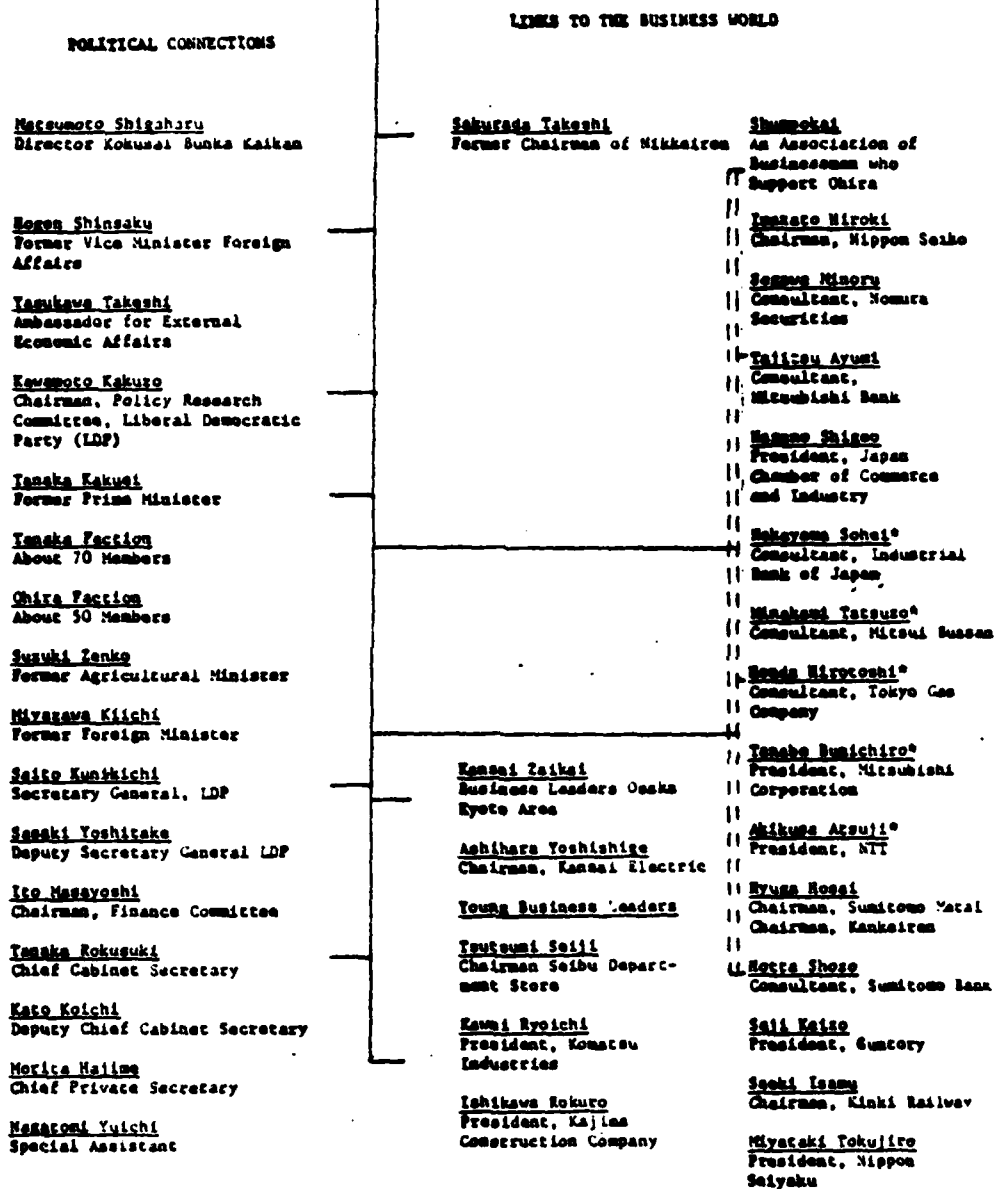 LINKS TO THE BUSINESS WORLD
POLITICAL CONNECTIONS
Matsumoto Shigaharu
Director Kokusai Bunka Kaikan
Hogen Shinsaku
Former Vice Minister Foreign
Affairs
Yasukawa Takeshi
Ambassador for External
Economic Affairs
Kawamoto Kakuzo
Chairman, Policy Research
Committee, Liberal Democratic
Party (LDP)
Tanaka Kakuei
Former Prime Minister
Tanaka Faction
About 70 Members
Ohira Faction
About 50 Members
Suzuki Zenko
Former Agricultural Minister
Miyazawa Kiichi
Former Foreign Minister
Saito Kunikichi
Secretary General, LDP
Sasaki Yoshitake
Deputy Secretary General LDP
Ito Masayoshi
Chairman, Finance Committee
Tanaka Rokusuki
Chief Cabinet Secretary
Kato Koichi
Deputy Chief Cabinet Secretary
Morita Hajime
Chief Private Secretary
Nagatomi Yuichi
Special Assistant
Sakurada Takeshi
Former Chairman of Nikkeiren
Kansai Zaikai
Business Leaders Osaka
Kyoto Area
Ashihara Yoshishige
Chairman, Kansai Electric
Young Business Leaders
Tsutsumi Seiji
Chairman Seibu Depart-
ment Store
Kawai Ryoichi
President, Komatsu
Industries
Ishikawa Rokuro
President, Kajima
Construction Company
Shunpokai
An Association of
Businessmen who
Support Ohira
Imazato Hiroki
Chairman, Nippon Seiko
Segawa Minoru
Consultant, Nomura
Securities
Tajitsu Ayumi
Consultant,
Mitsubishi Bank
Nagano Shigeo
President, Japan
Chamber of Commerce
and Industry
Nakayama Sohei*
Consultant, Industrial
Bank of Japan
Minakami Tatsuzo*
Consultant, Mitsui Bussan
Honda Hirotoshi*
Consultant, Tokyo Gas
Company
Tanabe Bunichiro*
President, Mitsubishi
Corporation
Akikusa Atsuji*
President, NTT
Hyuga Hosai
Chairman, Sumitomo Metal
Chairman, Kankeiren
Hotta Shozo
Consultant, Sumitomo Bank
Saji Keizo
President, Suntory
Saeki Isamu
Chairman, Kinki Railway
Miyataki Tokujiro
President, Nippon
Seiyaku